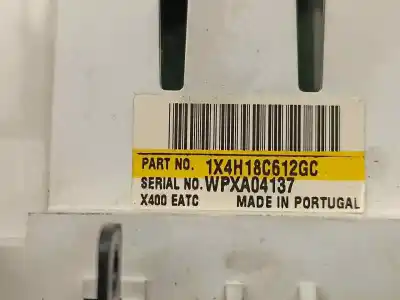 PART NO. 1X4H18C612GC
SERIAL NO. WPXA04137
X400 EATC MADE IN PORTUGAL